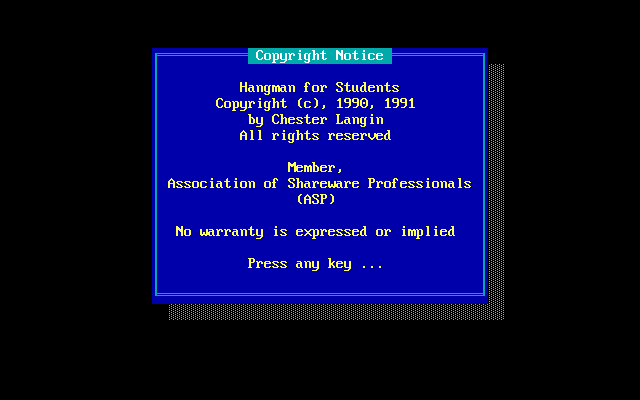 Copyright Notice
Hangman for Students
Copyright (c), 1990, 1991
by Chester Langin
All rights reserved
Member,
Association of Shareware Professionals
(ASP)
No warranty is expressed or implied
Press any key ...